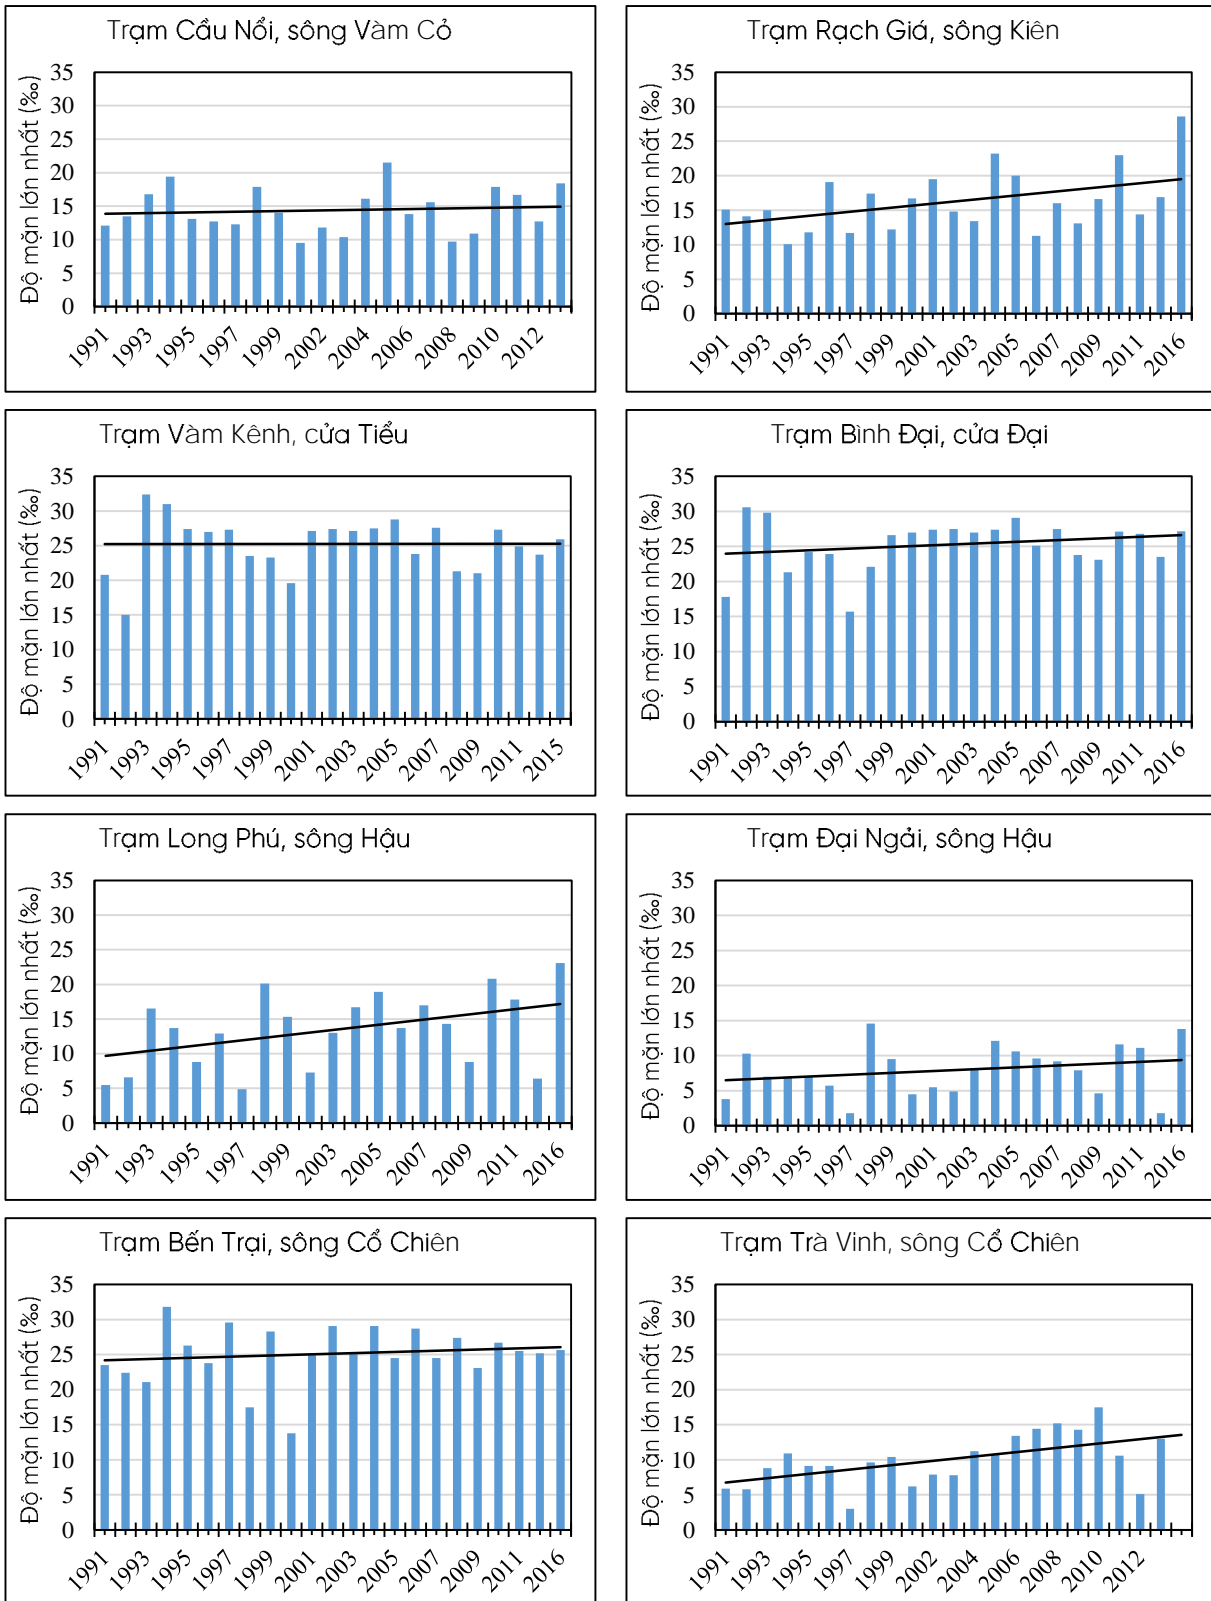 Trạm Cầu Nổi, sông Vàm Cỏ
Độ mặn lớn nhất (‰)
35
30
25
20
15
10
5
0
1991 1993 1995 1997 1999 2002 2004 2006 2008 2010 2012
Trạm Rạch Giá, sông Kiên
Độ mặn lớn nhất (‰)
35
30
25
20
15
10
5
0
1991 1993 1995 1997 1999 2001 2003 2005 2007 2009 2011 2016
Trạm Vàm Kênh, cửa Tiểu
Độ mặn lớn nhất (‰)
35
30
25
20
15
10
5
0
1991 1993 1995 1997 1999 2001 2003 2005 2007 2009 2011 2015
Trạm Bình Đại, cửa Đại
Độ mặn lớn nhất (‰)
35
30
25
20
15
10
5
0
1991 1993 1995 1997 1999 2001 2003 2005 2007 2009 2011 2016
Trạm Long Phú, sông Hậu
Độ mặn lớn nhất (‰)
35
30
25
20
15
10
5
0
1991 1993 1995 1997 1999 2003 2005 2007 2009 2011 2016
Trạm Đại Ngải, sông Hậu
Độ mặn lớn nhất (‰)
35
30
25
20
15
10
5
0
1991 1993 1995 1997 1999 2001 2003 2005 2007 2009 2011 2016
Trạm Bến Trại, sông Cổ Chiên
Độ mặn lớn nhất (‰)
35
30
25
20
15
10
5
0
1991 1993 1995 1997 1999 2001 2003 2005 2007 2009 2011 2016
Trạm Trà Vinh, sông Cổ Chiên
Độ mặn lớn nhất (‰)
35
30
25
20
15
10
5
0
1991 1993 1995 1997 1999 2002 2004 2006 2008 2010 2012